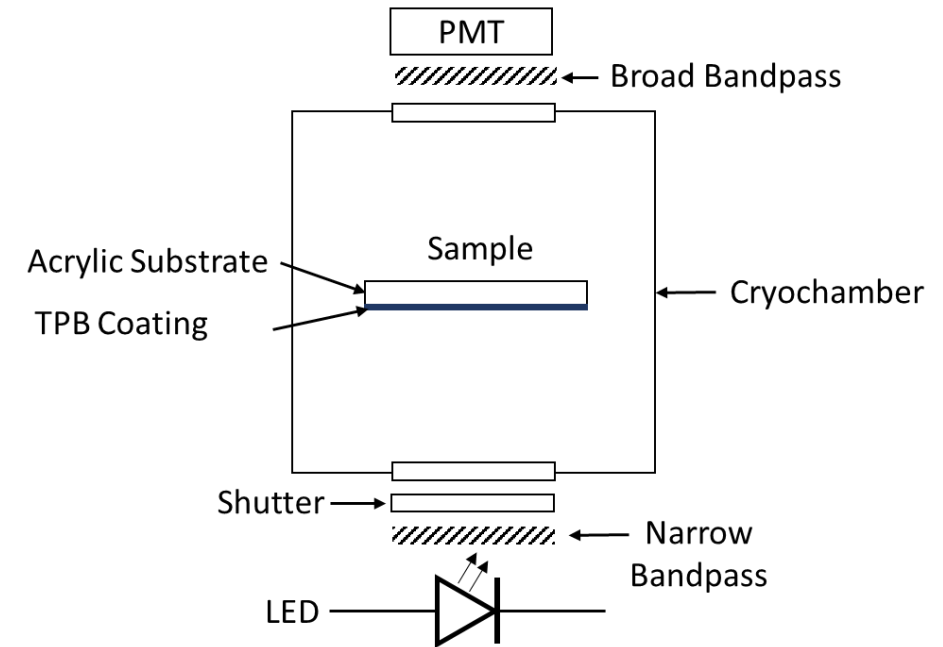 PMT
Broad Bandpass
Sample
Acrylic Substrate
TPB Coating
Cryochamber
Shutter
Narrow
Bandpass
LED